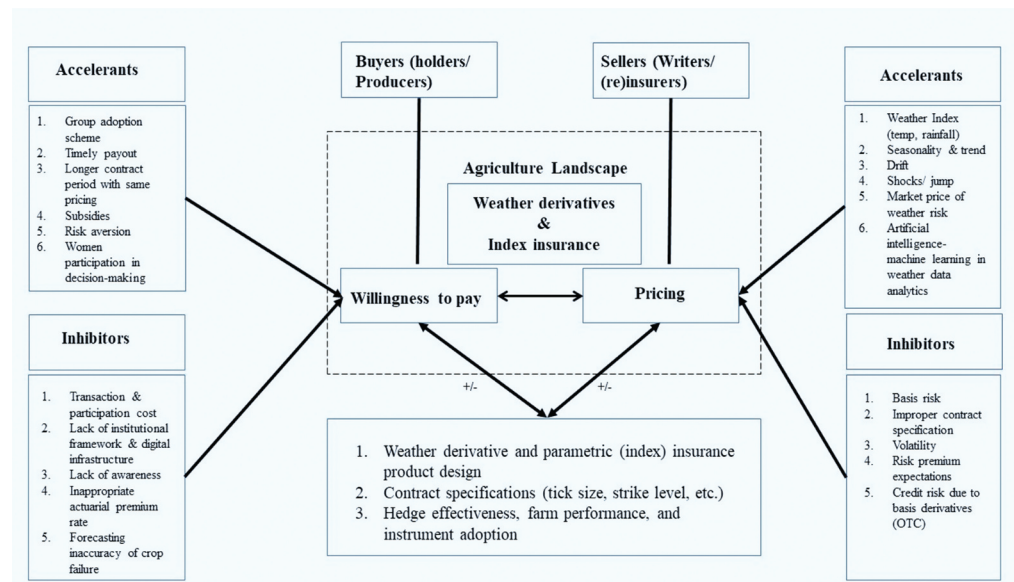 Accelerants
1. Group adoption
scheme
2. Timely payout
3. Longer contract
period with same
pricing
4. Subsidies
5. Risk aversion
6. Women
participation in
decision-making
Inhibitors
1. Transaction &
participation cost
2. Lack of institutional
framework & digital
infrastructure
3. Lack of awareness
4. Inappropriate
actuarial premium
rate
5. Forecasting
inaccuracy of crop
failure
Buyers (holders/
Producers)
Sellers (Writers/
(re)insurers)
Agriculture Landscape
Weather derivatives
&
Index insurance
Willingness to pay
Pricing
+/-
+/-
1. Weather derivative and parametric (index) insurance
product design
2. Contract specifications (tick size, strike level, etc.)
3. Hedge effectiveness, farm performance, and
instrument adoption
Accelerants
1. Weather Index
(temp, rainfall)
2. Seasonality & trend
3. Drift
4. Shocks/ jump
5. Market price of
weather risk
6. Artificial
intelligence-
machine learning in
weather data
analytics
Inhibitors
1. Basis risk
2. Improper contract
specification
3. Volatility
4. Risk premium
expectations
5. Credit risk due to
basis derivatives
(OTC)